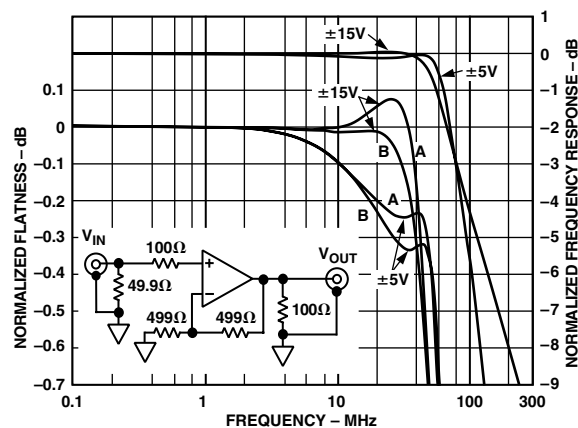 NORMALIZED FLATNESS – dB
0.1
0
–0.1
–0.2
–0.3
–0.4
–0.5
–0.6
–0.7
±15V
±5V
±15V
B
A
A
B
±5V
VIN
100Ω
49.9Ω
499Ω
499Ω
+
–
VOUT
100Ω
1
0
–1
–2
–3
–4
–5
–6
–7
–8
–9
NORMALIZED FREQUENCY RESPONSE – dB
0.1
1
10
100
300
FREQUENCY – MHz